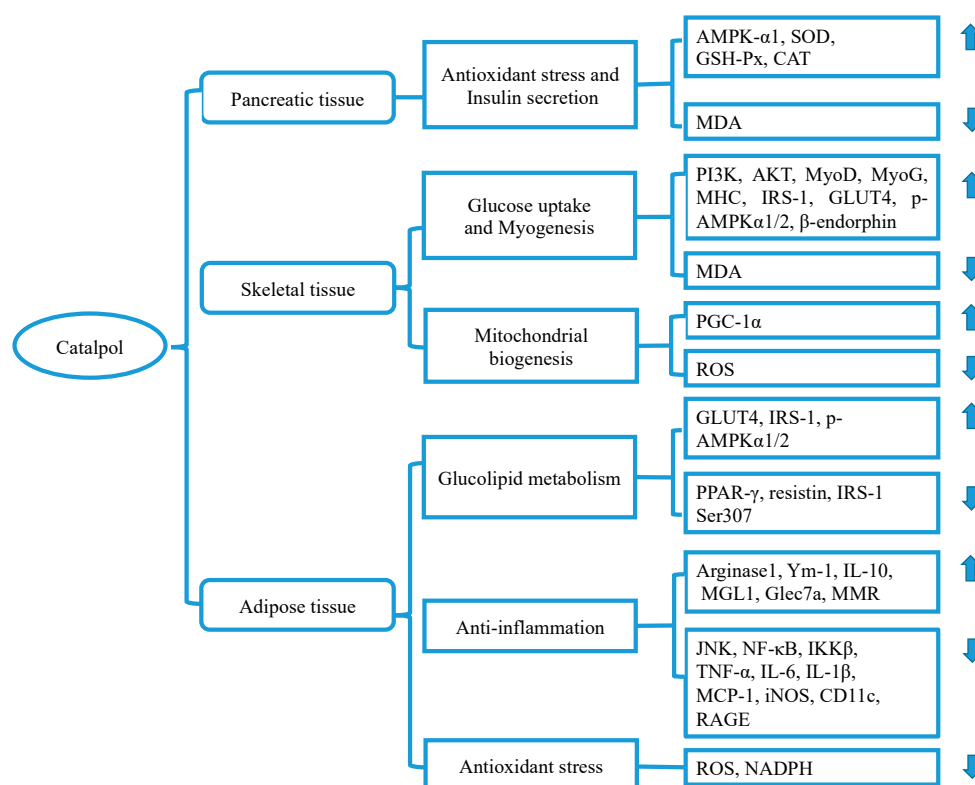 Catalpol
Pancreatic tissue
Antioxidant stress and
Insulin secretion
AMPK-α1, SOD,
GSH-Px, CAT
MDA
Skeletal tissue
Glucose uptake
and Myogenesis
PI3K, AKT, MyoD, MyoG,
MHC, IRS-1, GLUT4, p-
AMPKα1/2, β-endorphin
MDA
Mitochondrial
biogenesis
PGC-1α
ROS
Adipose tissue
Glucolipid metabolism
GLUT4, IRS-1, p-
AMPKα1/2
PPAR-γ, resistin, IRS-1
Ser307
Anti-inflammation
Arginase1, Ym-1, IL-10,
MGL1, Glec7a, MMR
JNK, NF-κB, IKKβ,
TNF-α, IL-6, IL-1β,
MCP-1, iNOS, CD11c,
RAGE
Antioxidant stress
ROS, NADPH